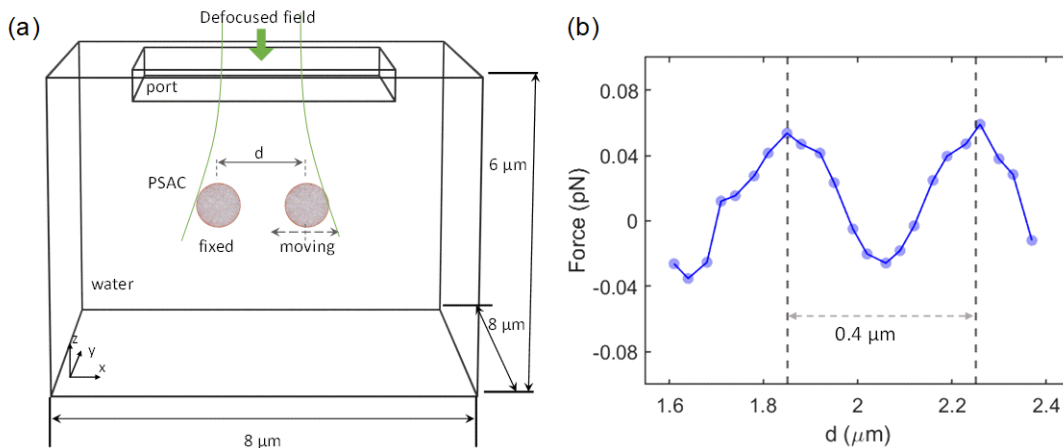 (a)
Defocused field
port
d
PSAC
fixed
moving
water
z
y
x
6 μm
8 μm
8 μm
(b)
Force (pN)
0.08
0.04
0
-0.04
-0.08
0.4 μm
1.6 1.8 2 2.2 2.4
d (μm)